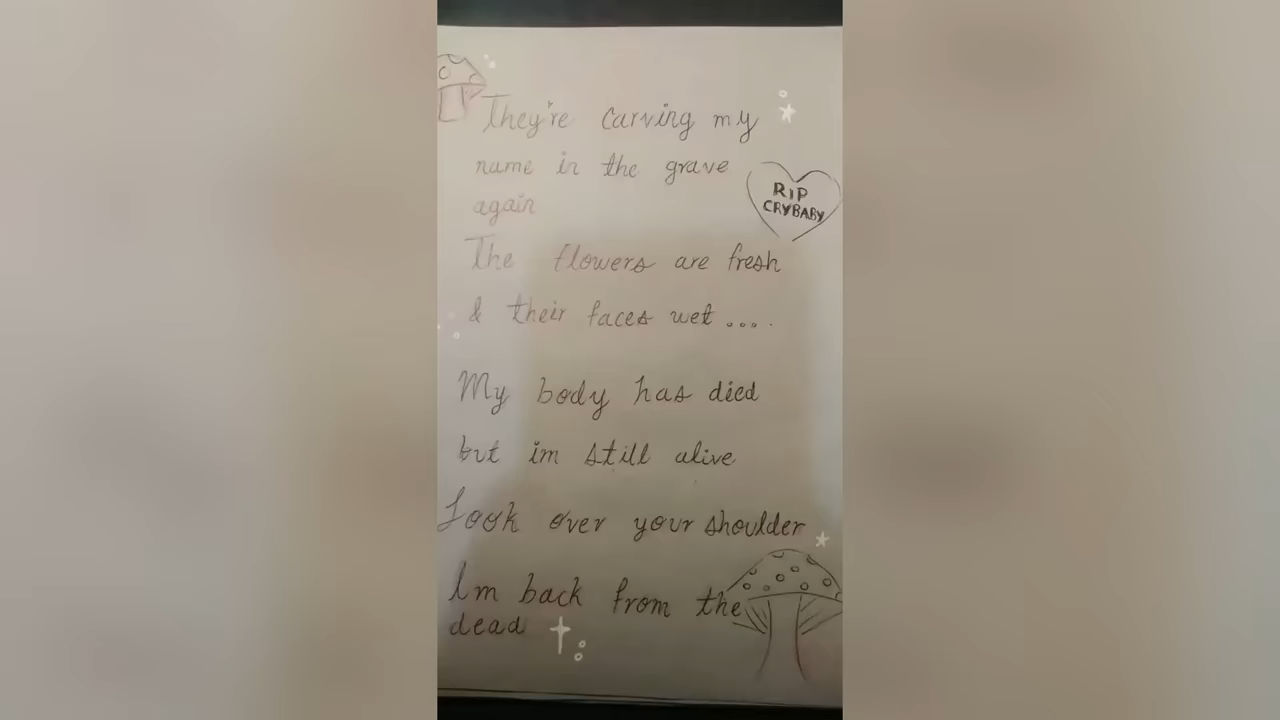 They're carving my
name in the grave
again
RIP
CRYBABY
The flowers are fresh
& their faces wet ....
My body has died
but im still alive
Look over your shoulder
Im back from the
dead